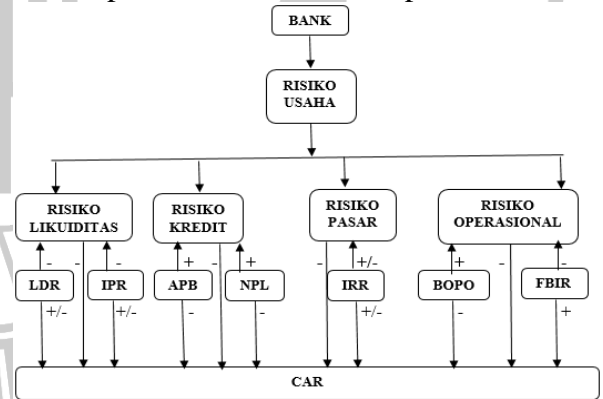 BANK
RISIKO
USAHA
RISIKO
LIKUIDITAS
RISIKO
KREDIT
RISIKO
PASAR
RISIKO
OPERASIONAL
- - - + - + - +/- + - -
LDR IPR APB NPL IRR BOPO FBIR
+/- +/- - - +/- - +
CAR